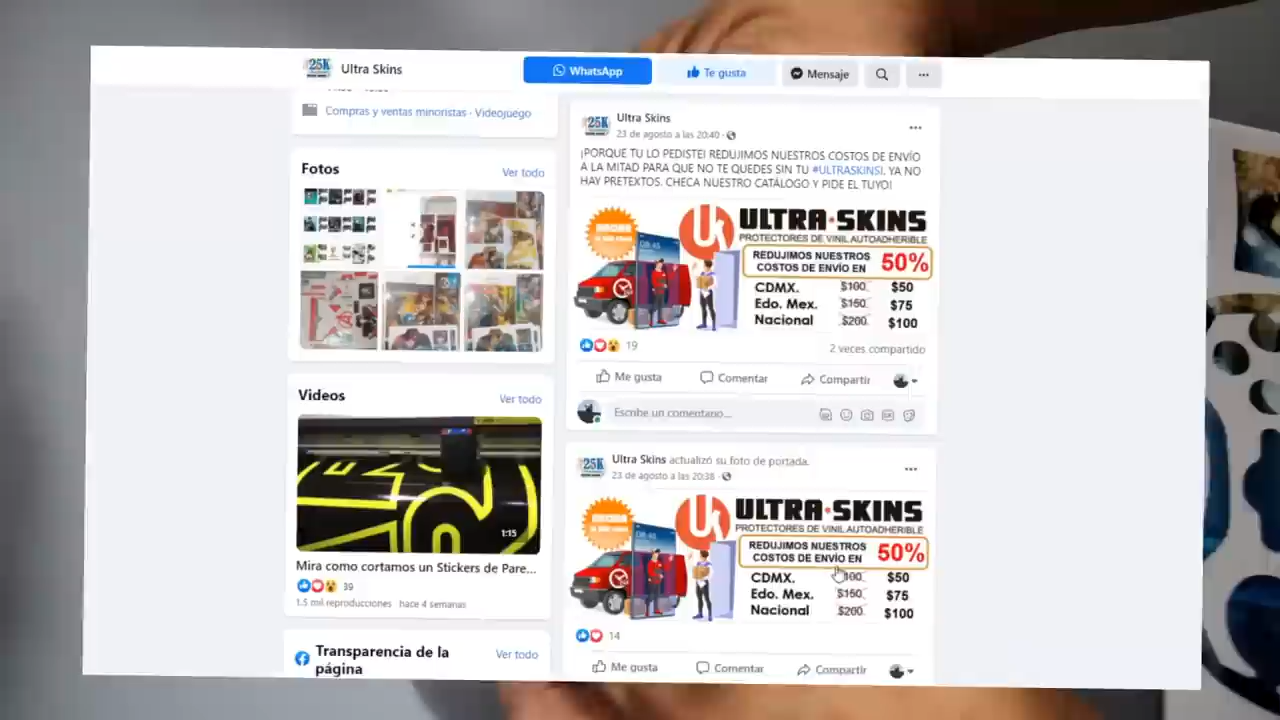 25K
Ultra Skins
WhatsApp
Te gusta
Mensaje
Compras y ventas minoristas · Videojuego
Fotos
Ver todo
Videos
Ver todo
1:15
Mira como cortamos un Stickers de Pare...
39
1.5 mil reproducciones · hace 4 semanas
Transparencia de la
página
Ver todo
25K
Ultra Skins
23 de agosto a las 20:40 ·
¡PORQUE TU LO PEDISTE! REDUJIMOS NUESTROS COSTOS DE ENVÍO
A LA MITAD PARA QUE NO TE QUEDES SIN TU #ULTRASKINS!. YA NO
HAY PRETEXTOS. CHECA NUESTRO CATÁLOGO Y PIDE EL TUYO!
ULTRA·SKINS
PROTECTORES DE VINIL AUTOADHERIBLE
REDUJIMOS NUESTROS
COSTOS DE ENVÍO EN 50%
CDMX. $100 $50
Edo. Mex. $150 $75
Nacional $200 $100
19
2 veces compartido
Me gusta
Comentar
Compartir
Escribe un comentario...
25K
Ultra Skins actualizó su foto de portada.
23 de agosto a las 20:38 ·
ULTRA·SKINS
PROTECTORES DE VINIL AUTOADHERIBLE
REDUJIMOS NUESTROS
COSTOS DE ENVÍO EN 50%
CDMX. $100 $50
Edo. Mex. $150 $75
Nacional $200 $100
14
Me gusta
Comentar
Compartir